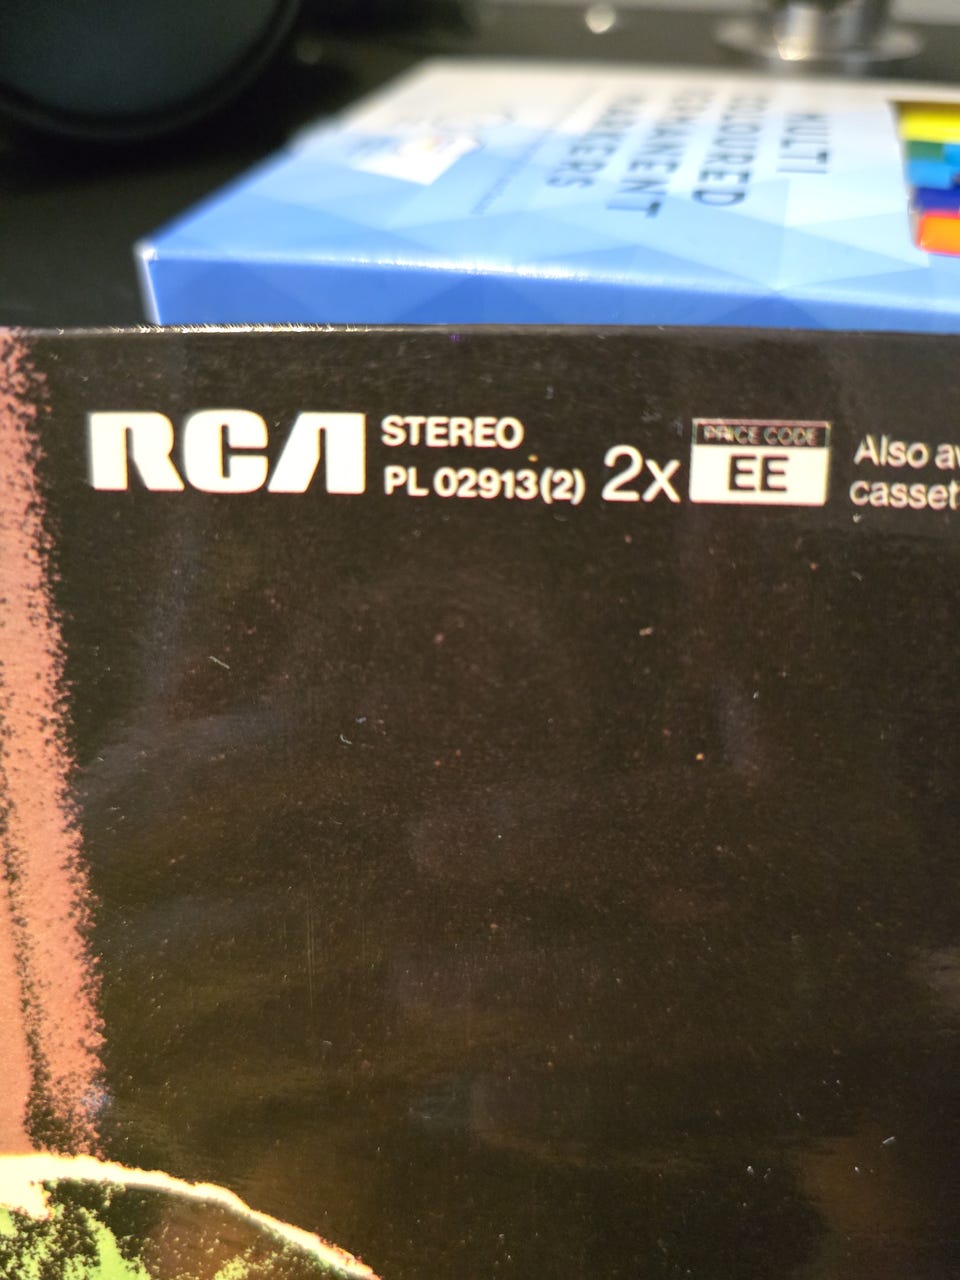 MULTI
COLOURED
PERMANENT
MARKERS
RCA
STEREO
PL 02913(2)
2x
PRICE CODE
EE
Also av
casset